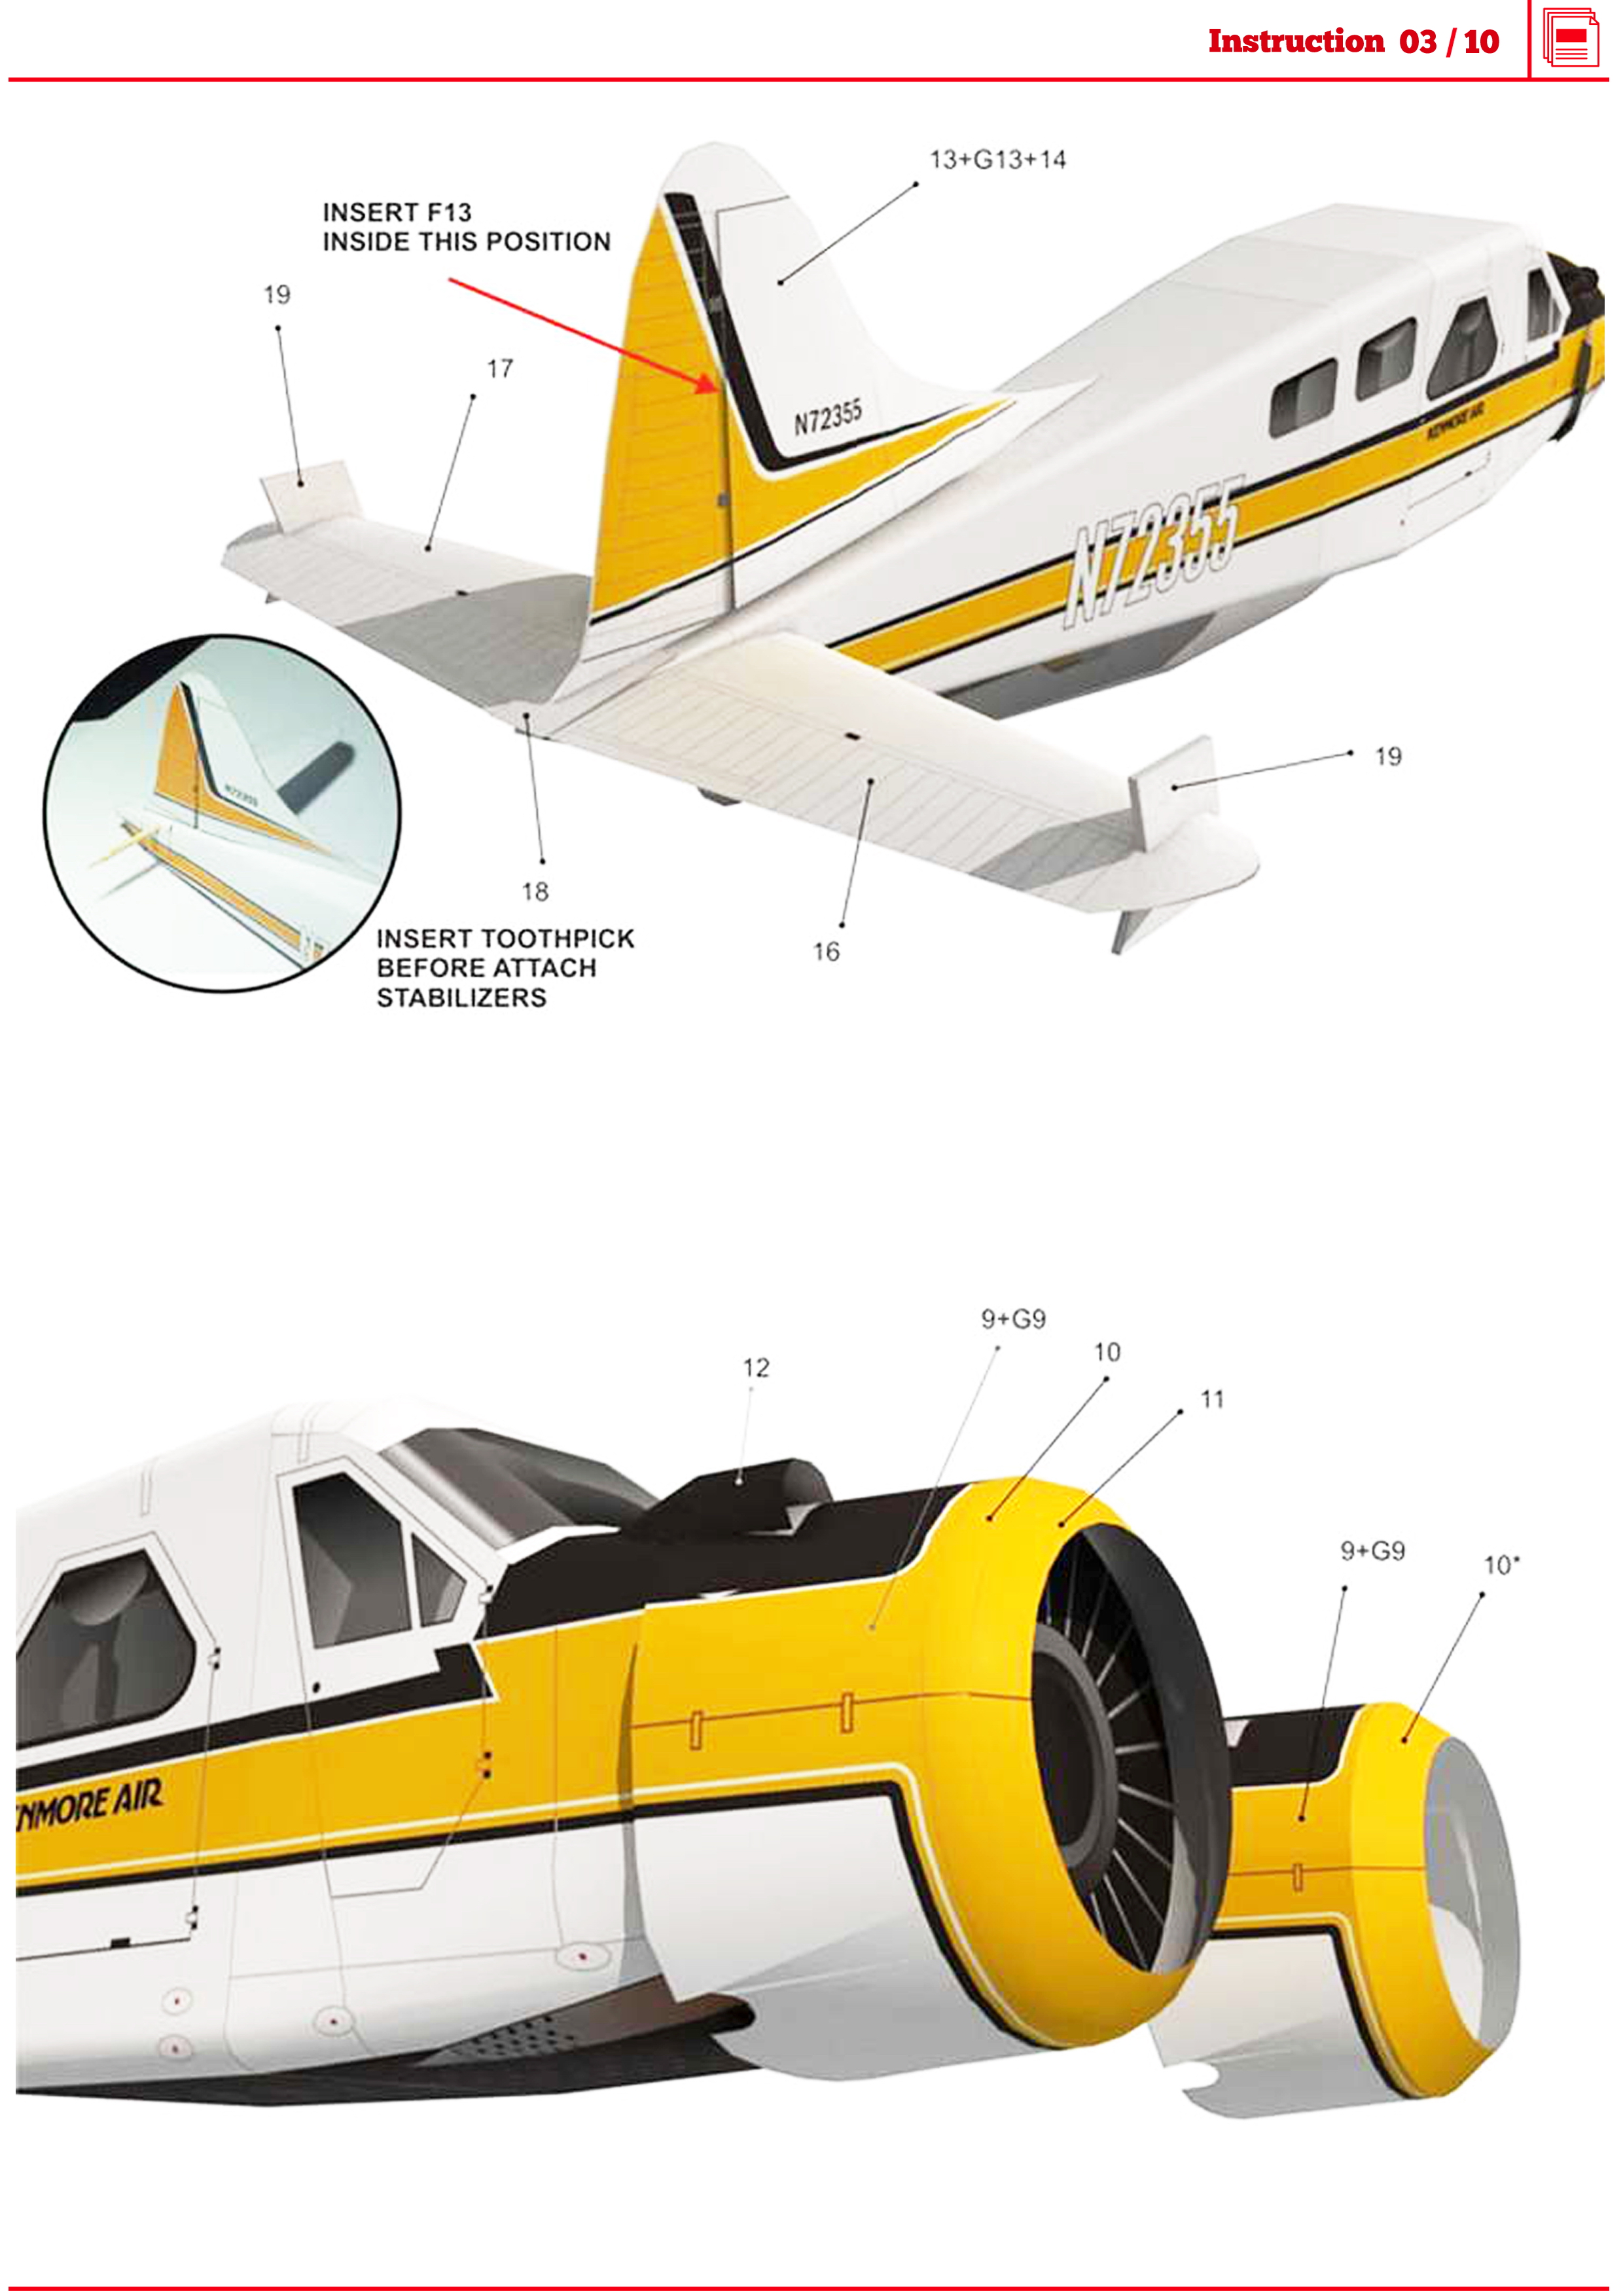 Instruction 03 / 10
13+G13+14
INSERT F13
INSIDE THIS POSITION
19
17
N72355
KENMORE AIR
N72355
19
N72355
18
16
INSERT TOOTHPICK
BEFORE ATTACH
STABILIZERS
9+G9
10
12
11
9+G9
10*
ENMORE AIR